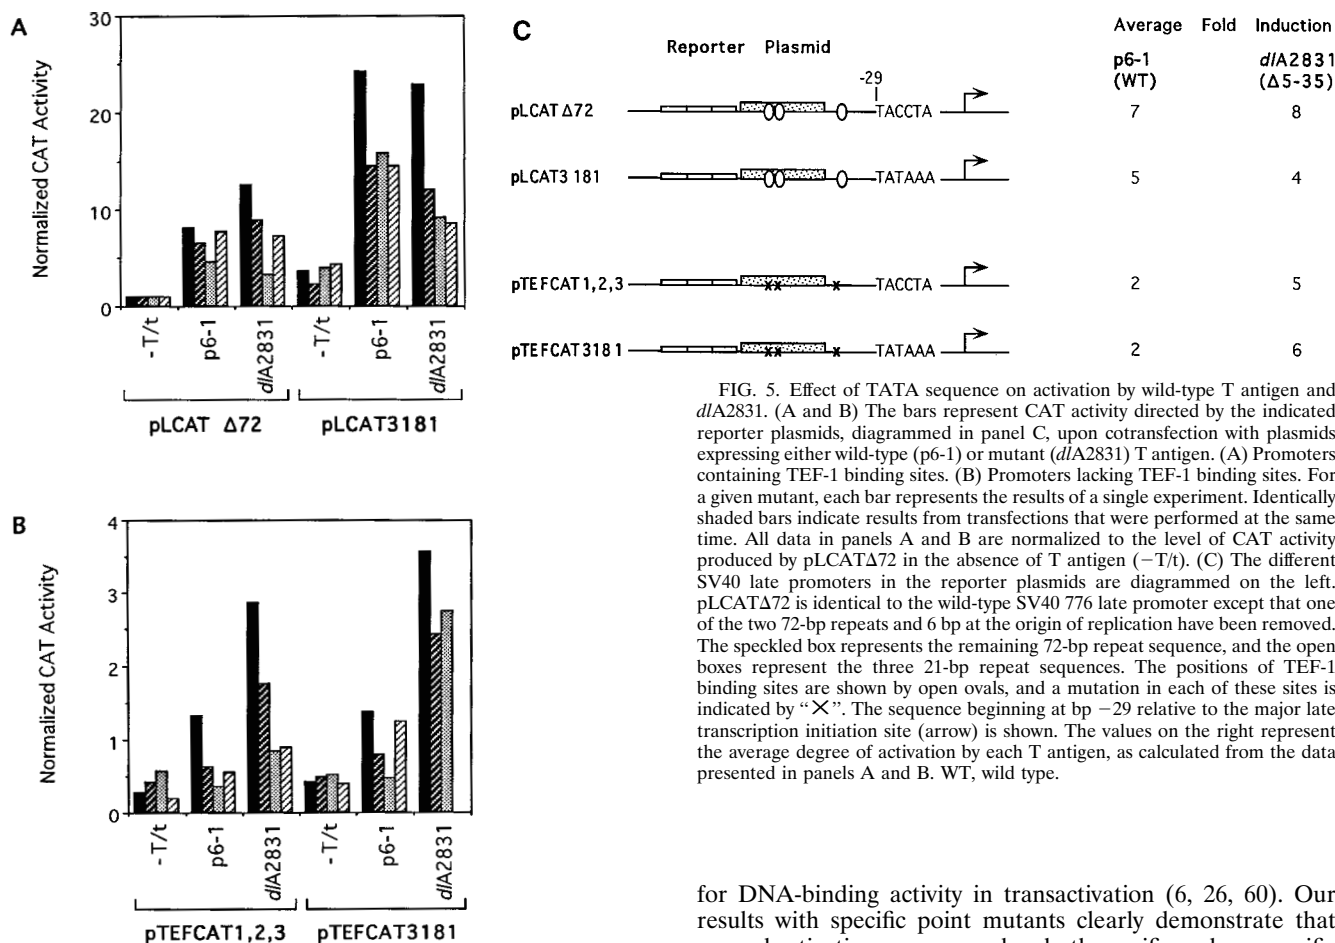 A
30
20
10
0
Normalized CAT Activity
-T/t
p6-1
dlA2831
-T/t
p6-1
dlA2831
pLCAT Δ72
pLCAT3181
B
4
3
2
1
0
Normalized CAT Activity
-T/t
p6-1
dlA2831
-T/t
p6-1
dlA2831
pTEFCAT1,2,3
pTEFCAT3181
C
Reporter Plasmid
Average Fold Induction
p6-1 (WT)
dlA2831 (Δ5-35)
-29
pLCAT Δ72 TACCTA 7 8
pLCAT3 181 TATAAA 5 4
pTEFCAT1,2,3 xx x TACCTA 2 5
pTEFCAT3181 xx x TATAAA 2 6
FIG. 5. Effect of TATA sequence on activation by wild-type T antigen and
dlA2831. (A and B) The bars represent CAT activity directed by the indicated
reporter plasmids, diagrammed in panel C, upon cotransfection with plasmids
expressing either wild-type (p6-1) or mutant (dlA2831) T antigen. (A) Promoters
containing TEF-1 binding sites. (B) Promoters lacking TEF-1 binding sites. For
a given mutant, each bar represents the results of a single experiment. Identically
shaded bars indicate results from transfections that were performed at the same
time. All data in panels A and B are normalized to the level of CAT activity
produced by pLCATΔ72 in the absence of T antigen (−T/t). (C) The different
SV40 late promoters in the reporter plasmids are diagrammed on the left.
pLCATΔ72 is identical to the wild-type SV40 776 late promoter except that one
of the two 72-bp repeats and 6 bp at the origin of replication have been removed.
The speckled box represents the remaining 72-bp repeat sequence, and the open
boxes represent the three 21-bp repeat sequences. The positions of TEF-1
binding sites are shown by open ovals, and a mutation in each of these sites is
indicated by “×”. The sequence beginning at bp −29 relative to the major late
transcription initiation site (arrow) is shown. The values on the right represent
the average degree of activation by each T antigen, as calculated from the data
presented in panels A and B. WT, wild type.
for DNA-binding activity in transactivation (6, 26, 60). Our
results with specific point mutants clearly demonstrate that